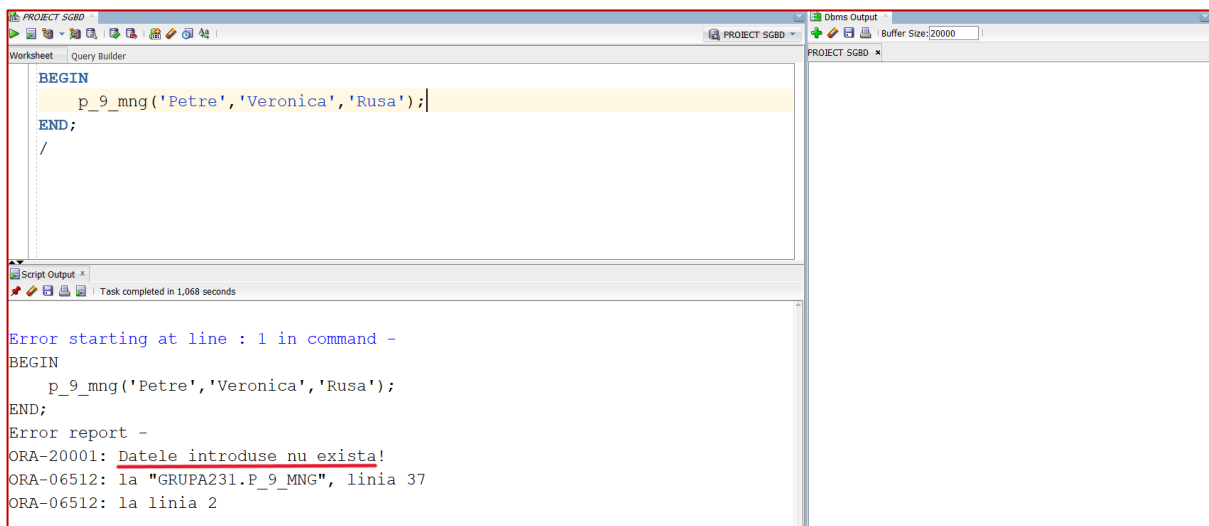 PROIECT SGBD
PROIECT SGBD
Worksheet Query Builder
BEGIN
p_9_mng('Petre','Veronica','Rusa');
END;
/
Script Output ×
Task completed in 1,068 seconds
Error starting at line : 1 in command -
BEGIN
p_9_mng('Petre','Veronica','Rusa');
END;
Error report -
ORA-20001: Datele introduse nu exista!
ORA-06512: la "GRUPA231.P_9_MNG", linia 37
ORA-06512: la linia 2
Dbms Output
Buffer Size: 20000
PROIECT SGBD ×